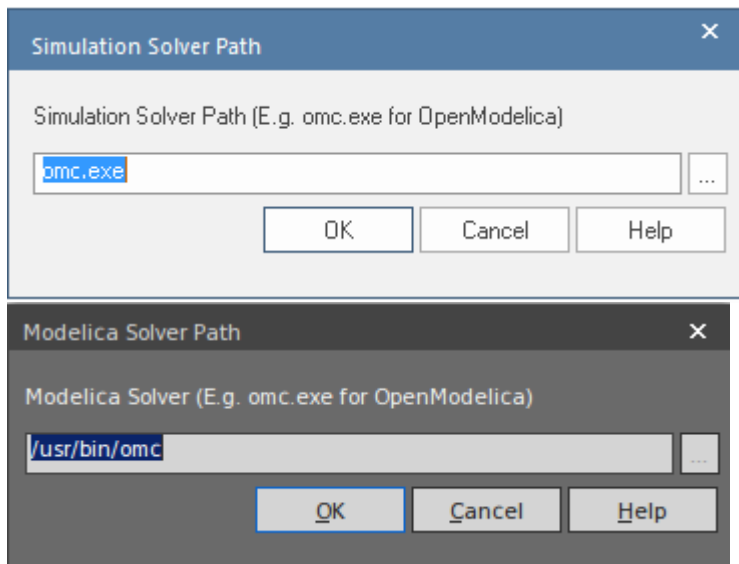 Simulation Solver Path
Simulation Solver Path (E.g. omc.exe for OpenModelica)
omc.exe
...
OK Cancel Help
Modelica Solver Path
Modelica Solver (E.g. omc.exe for OpenModelica)
/usr/bin/omc
...
OK Cancel Help